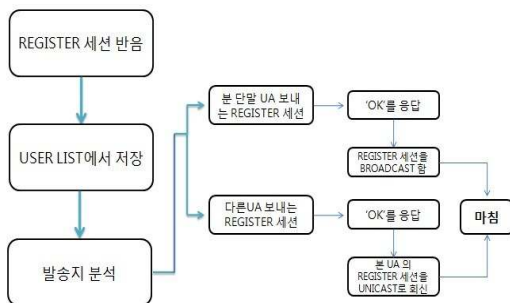 REGISTER 세션 반음
USER LIST에서 저장
발송지 분석
분 단말 UA 보내
는 REGISTER 세션
'OK'를 응답
REGISTER 세션을
BROADCAST 함
다른UA 보내는
REGISTER 세션
'OK'를 응답
본 UA 의
REGISTER 세션을
UNICAST로 회신
마침